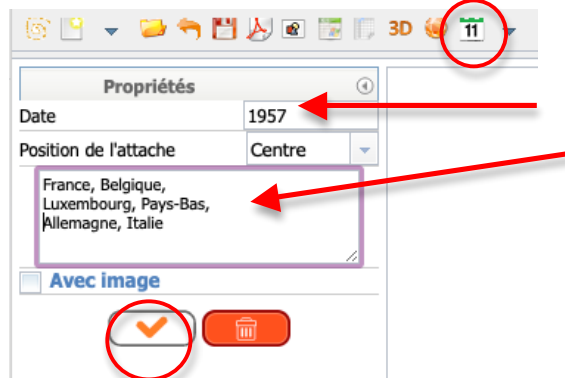 3D 11
Propriétés
Date 1957
Position de l'attache Centre
France, Belgique,
Luxembourg, Pays-Bas,
Allemagne, Italie
Avec image